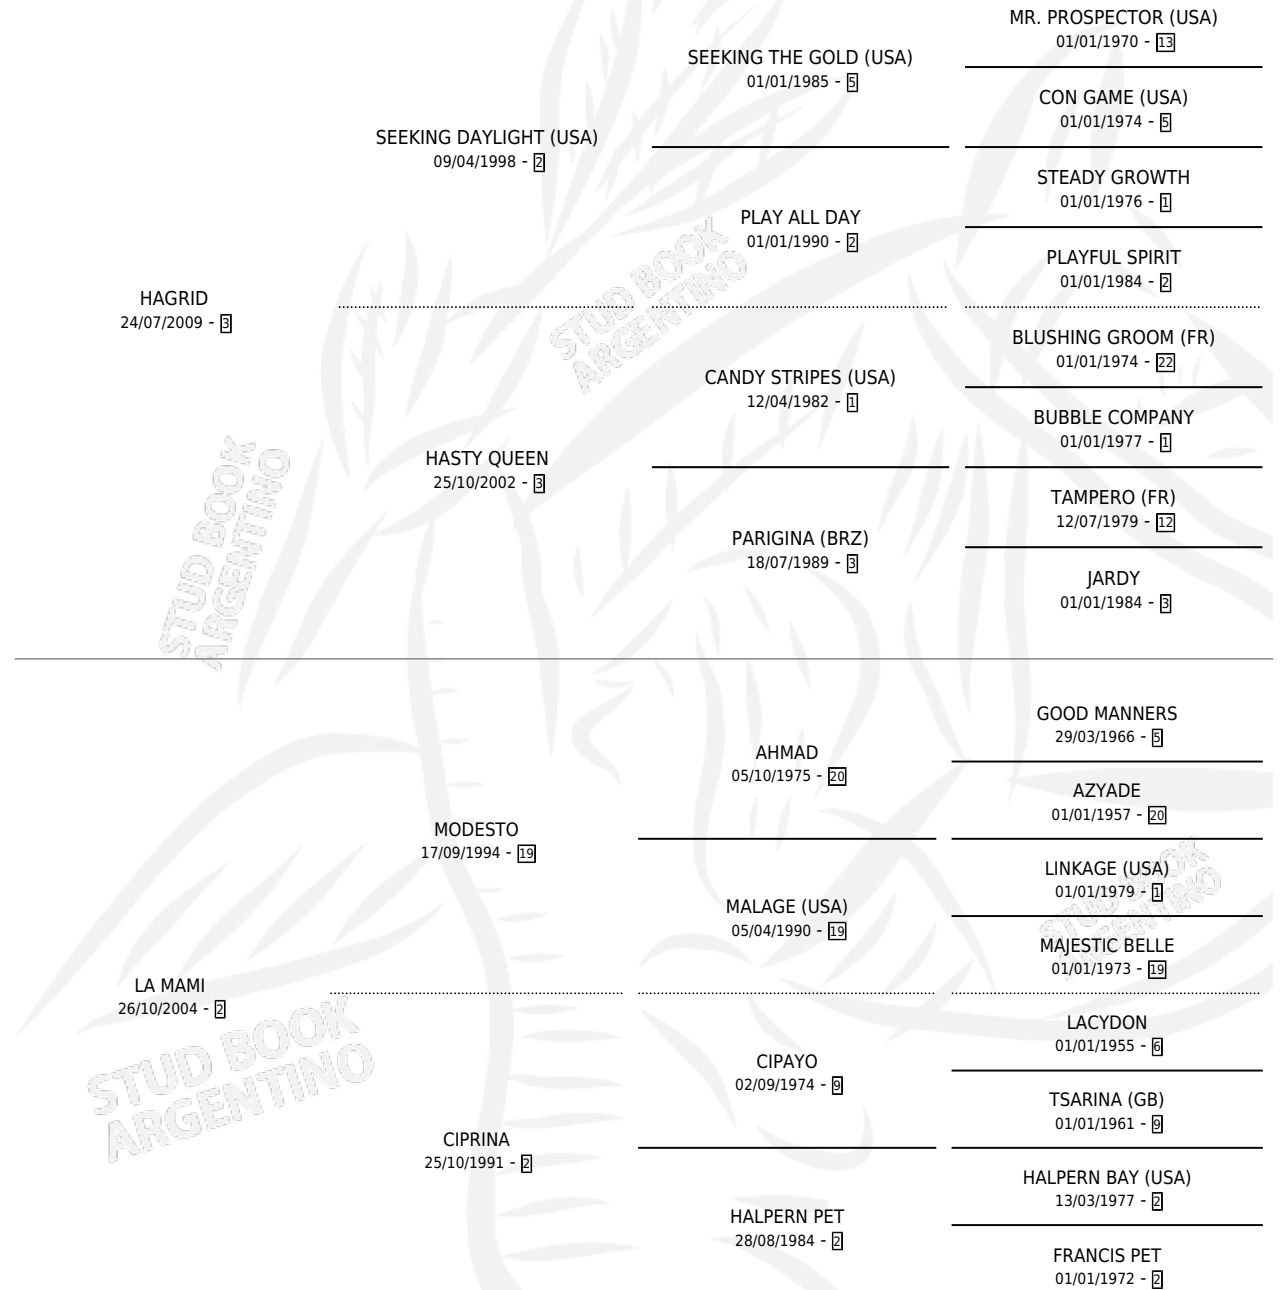 MR. PROSPECTOR (USA)
01/01/1970 - 13
SEEKING THE GOLD (USA)
01/01/1985 - 5
CON GAME (USA)
01/01/1974 - 5
SEEKING DAYLIGHT (USA)
09/04/1998 - 2
STEADY GROWTH
01/01/1976 - 1
PLAY ALL DAY
01/01/1990 - 2
PLAYFUL SPIRIT
01/01/1984 - 2
HAGRID
24/07/2009 - 3
BLUSHING GROOM (FR)
01/01/1974 - 22
CANDY STRIPES (USA)
12/04/1982 - 1
BUBBLE COMPANY
01/01/1977 - 1
HASTY QUEEN
25/10/2002 - 3
TAMPERO (FR)
12/07/1979 - 12
PARIGINA (BRZ)
18/07/1989 - 3
JARDY
01/01/1984 - 3
STUD BOOK
ARGENTINO
STUD BOOK
ARGENTINO
GOOD MANNERS
29/03/1966 - 5
AHMAD
05/10/1975 - 20
AZYADE
01/01/1957 - 20
MODESTO
17/09/1994 - 19
LINKAGE (USA)
01/01/1979 - 1
MALAGE (USA)
05/04/1990 - 19
MAJESTIC BELLE
01/01/1973 - 19
LA MAMI
26/10/2004 - 2
LACYDON
01/01/1955 - 6
CIPAYO
02/09/1974 - 9
TSARINA (GB)
01/01/1961 - 9
CIPRINA
25/10/1991 - 2
HALPERN BAY (USA)
13/03/1977 - 2
HALPERN PET
28/08/1984 - 2
FRANCIS PET
01/01/1972 - 2
STUD BOOK
ARGENTINO
STUD BOOK
ARGENTINO